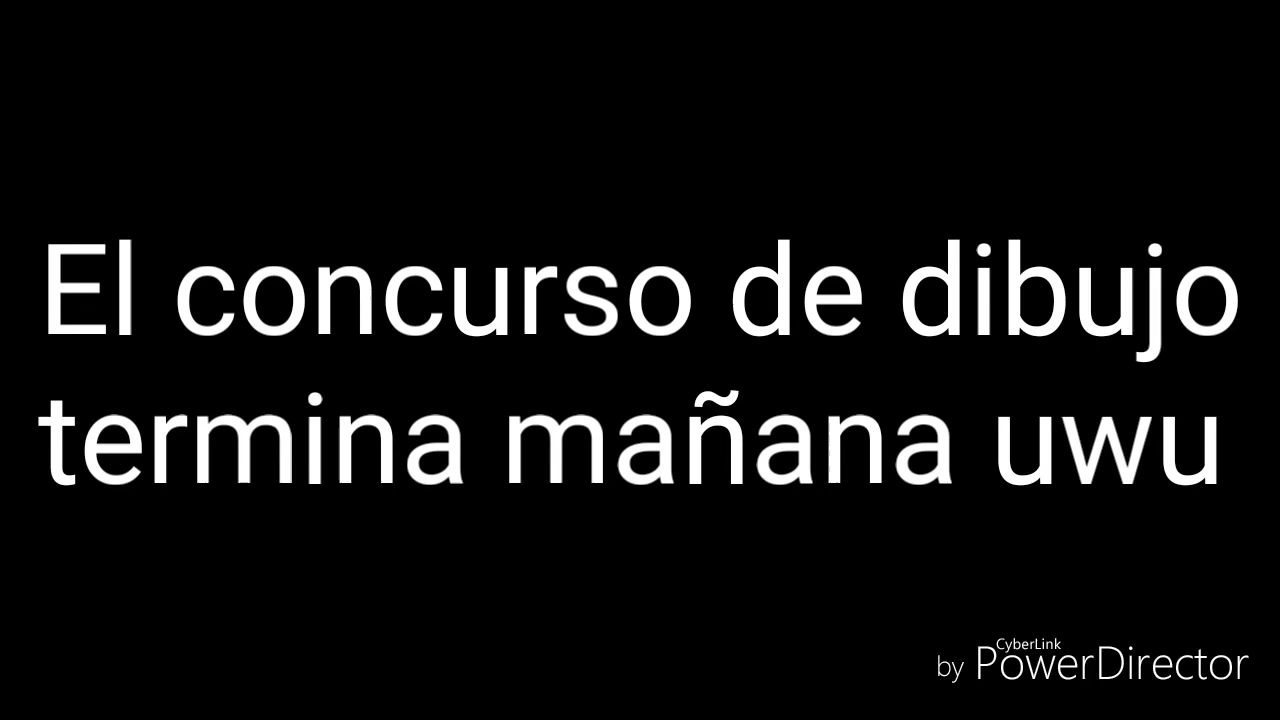 El concurso de dibujo
termina mañana uwu
CyberLink
by PowerDirector